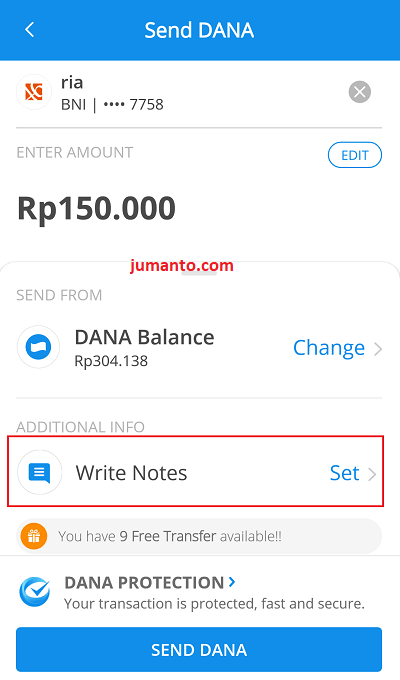 Send DANA
ria
BNI | •••• 7758
ENTER AMOUNT
EDIT
Rp150.000
jumanto.com
SEND FROM
DANA Balance
Rp304.138
Change
ADDITIONAL INFO
Write Notes
Set
You have 9 Free Transfer available!!
DANA PROTECTION
Your transaction is protected, fast and secure.
SEND DANA